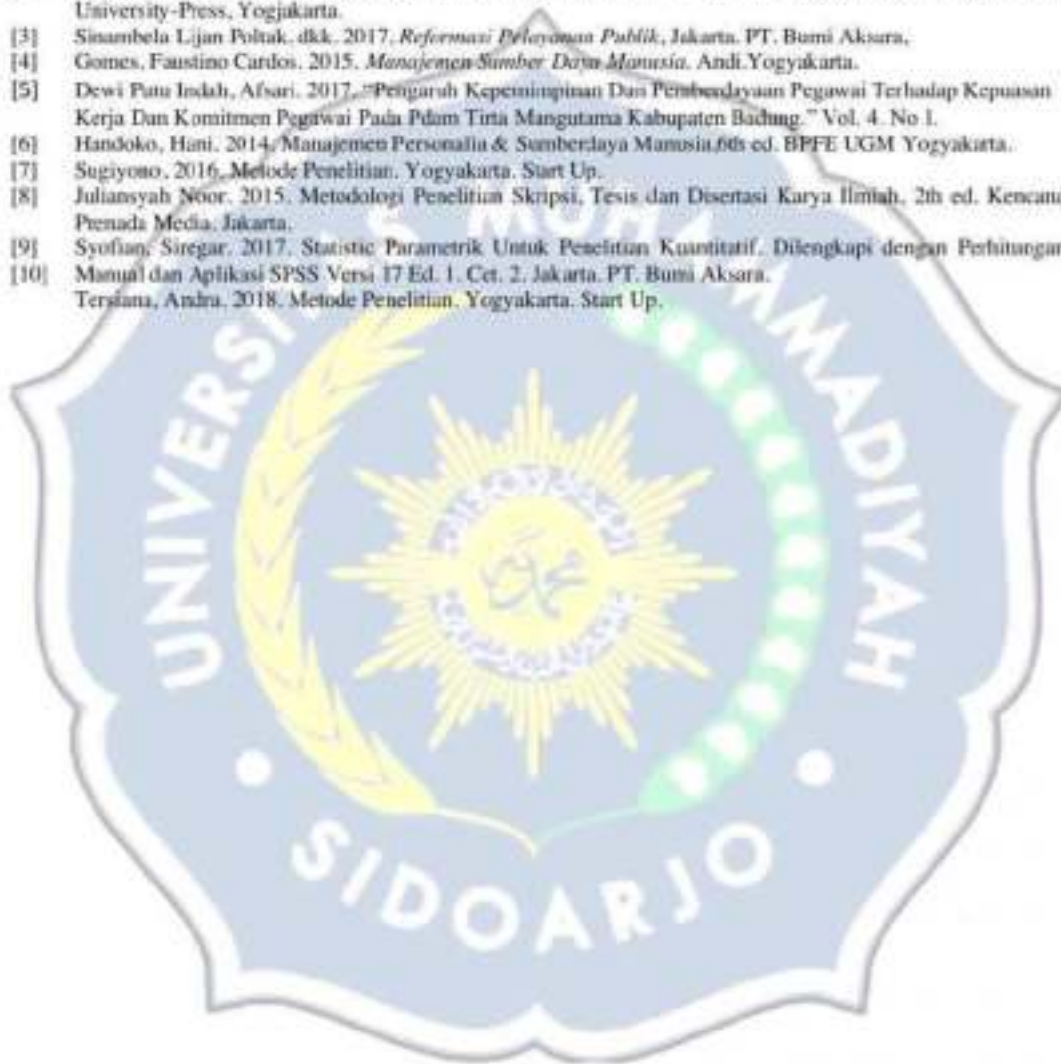 University-Press, Yogjakarta.
[3] Sinambela Lijan Poltak. dkk. 2017. Reformasi Pelayanan Publik, Jakarta. PT. Bumi Aksara,
[4] Gomes, Faustino Cardos. 2015. Manajemen Sumber Daya Manusia. Andi.Yogyakarta.
[5] Dewi Putu Indah, Afsari. 2017. "Pengaruh Kepemimpinan Dan Pemberdayaan Pegawai Terhadap Kepuasan
Kerja Dan Komitmen Pegawai Pada Pdam Tirta Mangutama Kabupaten Badung." Vol. 4. No 1.
[6] Handoko, Hani. 2014. Manajemen Personalia & Sumberdaya Manusia,6th ed. BPFE UGM Yogyakarta.
[7] Sugiyono. 2016. Metode Penelitian. Yogyakarta. Start Up.
[8] Juliansyah Noor. 2015. Metodologi Penelitian Skripsi, Tesis dan Disertasi Karya Ilmiah, 2th ed. Kencana
Prenada Media. Jakarta.
[9] Syofian, Siregar. 2017. Statistic Parametrik Untuk Penelitian Kuantitatif. Dilengkapi dengan Perhitungan
[10] Manual dan Aplikasi SPSS Versi 17 Ed. 1. Cet. 2. Jakarta. PT. Bumi Aksara.
Tersiana, Andra. 2018. Metode Penelitian. Yogyakarta. Start Up.
UNIVERSITAS MUHAMMADIYAH
محمد
SIDOARJO